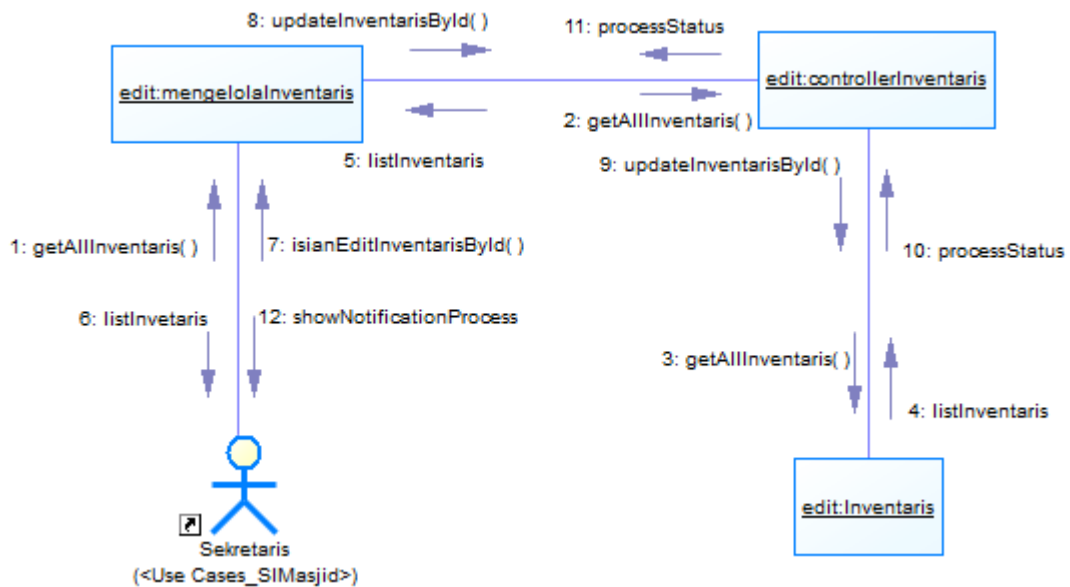 8: updateInventarisById( )
11: processStatus
edit:mengelolaInventaris
edit:controllerInventaris
2: getAllInventaris( )
5: listInventaris
9: updateInventarisById( )
1: getAllInventaris( )
7: isianEditInventarisById( )
10: processStatus
6: listInvetaris
12: showNotificationProcess
3: getAllInventaris( )
4: listInventaris
edit:Inventaris
Sekretaris
(<Use Cases_SIMasjid>)